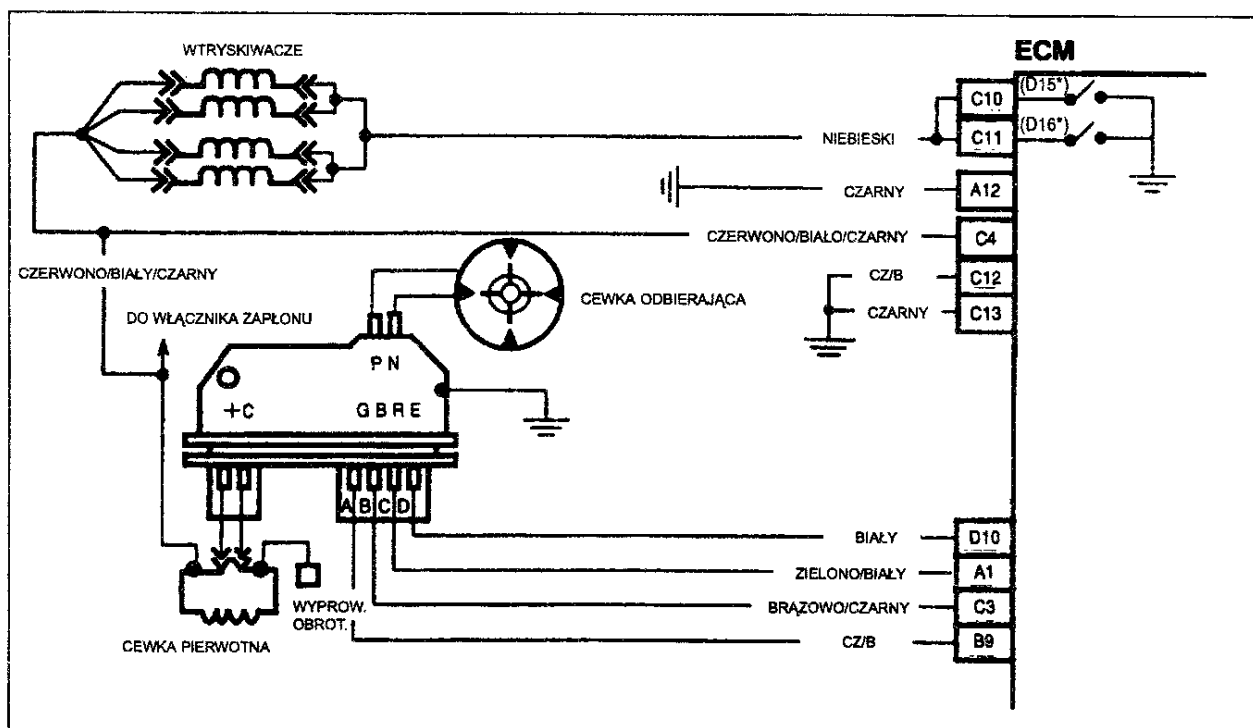 ECM
WTRYSKIWACZE
C10
(D15*)
NIEBIESKI
C11
(D16*)
CZARNY
A12
CZERWONO/BIAŁO/CZARNY
C4
CZERWONO/BIAŁY/CZARNY
CZ/B
C12
CEWKA ODBIERAJĄCA
CZARNY
C13
DO WŁĄCZNIKA ZAPŁONU
P N
+C
G B R E
A B C D
BIAŁY
D10
ZIELONO/BIAŁY
A1
WYPROW.
OBROT.
BRĄZOWO/CZARNY
C3
CEWKA PIERWOTNA
CZ/B
B9